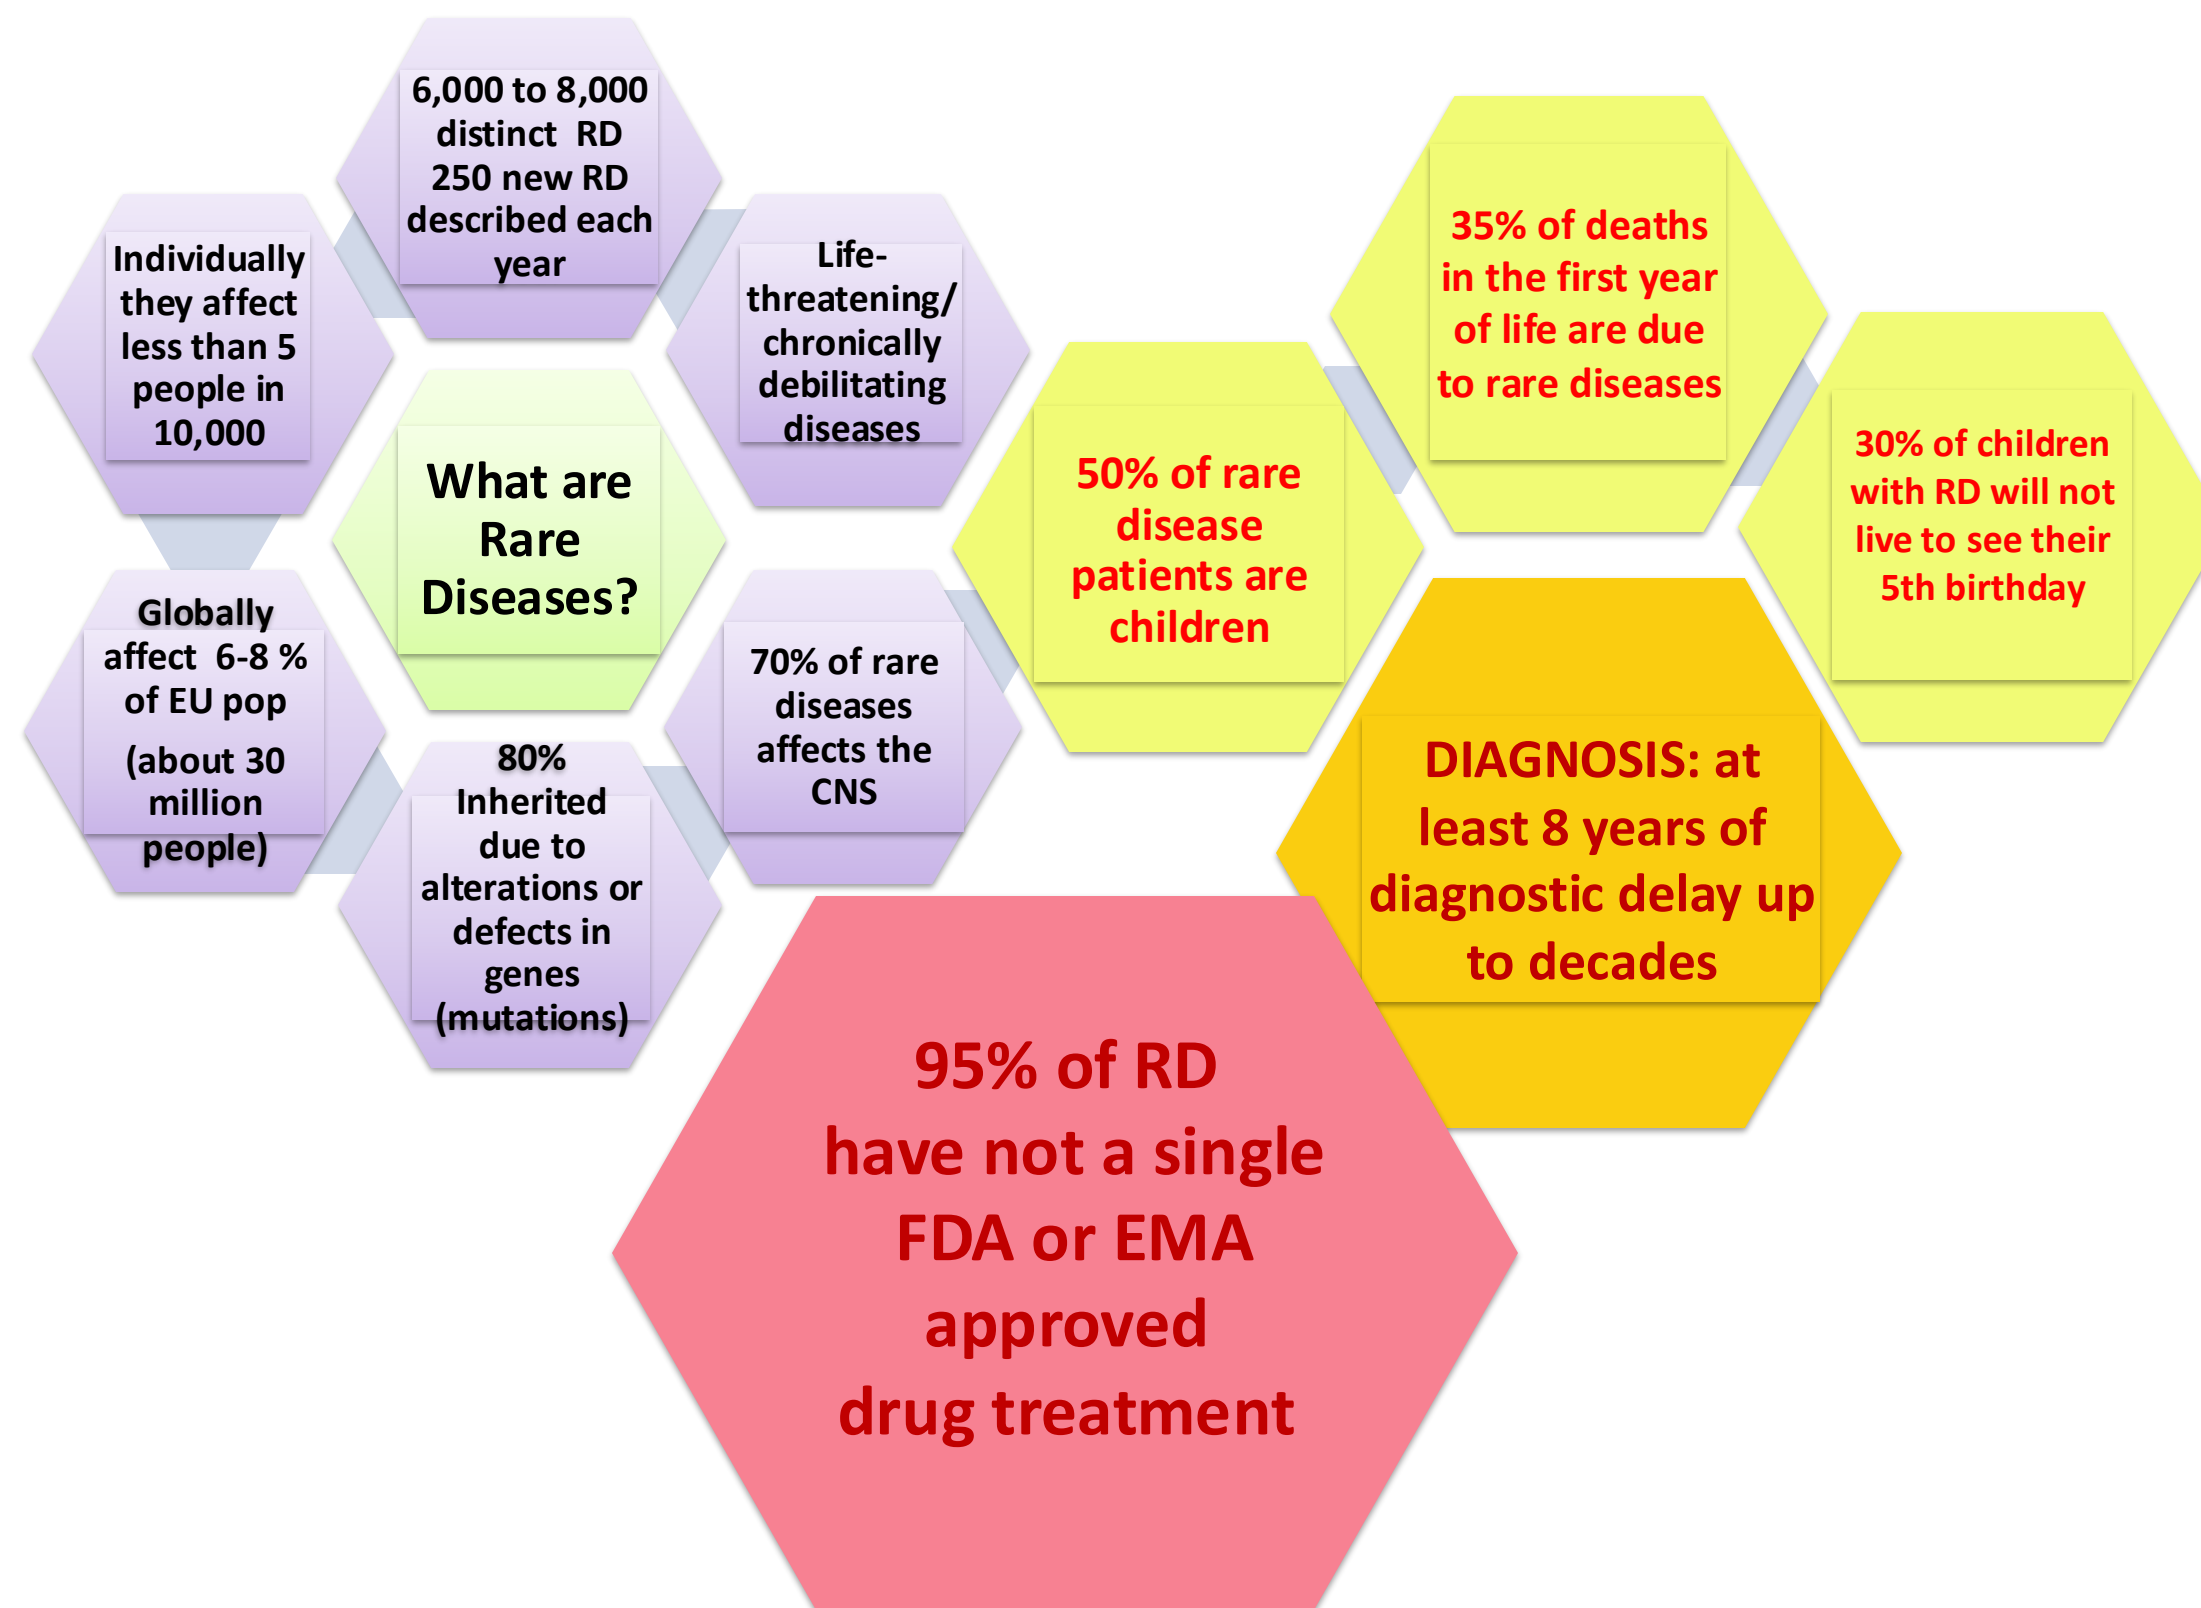 6,000 to 8,000
distinct RD
250 new RD
described each
year
Individually
they affect
less than 5
people in
10,000
Life-
threatening/
chronically
debilitating
diseases
What are
Rare
Diseases?
Globally
affect 6-8 %
of EU pop
(about 30
million
people)
80%
Inherited
due to
alterations or
defects in
genes
(mutations)
70% of rare
diseases
affects the
CNS
50% of rare
disease
patients are
children
35% of deaths
in the first year
of life are due
to rare diseases
30% of children
with RD will not
live to see their
5th birthday
DIAGNOSIS: at
least 8 years of
diagnostic delay up
to decades
95% of RD
have not a single
FDA or EMA
approved
drug treatment